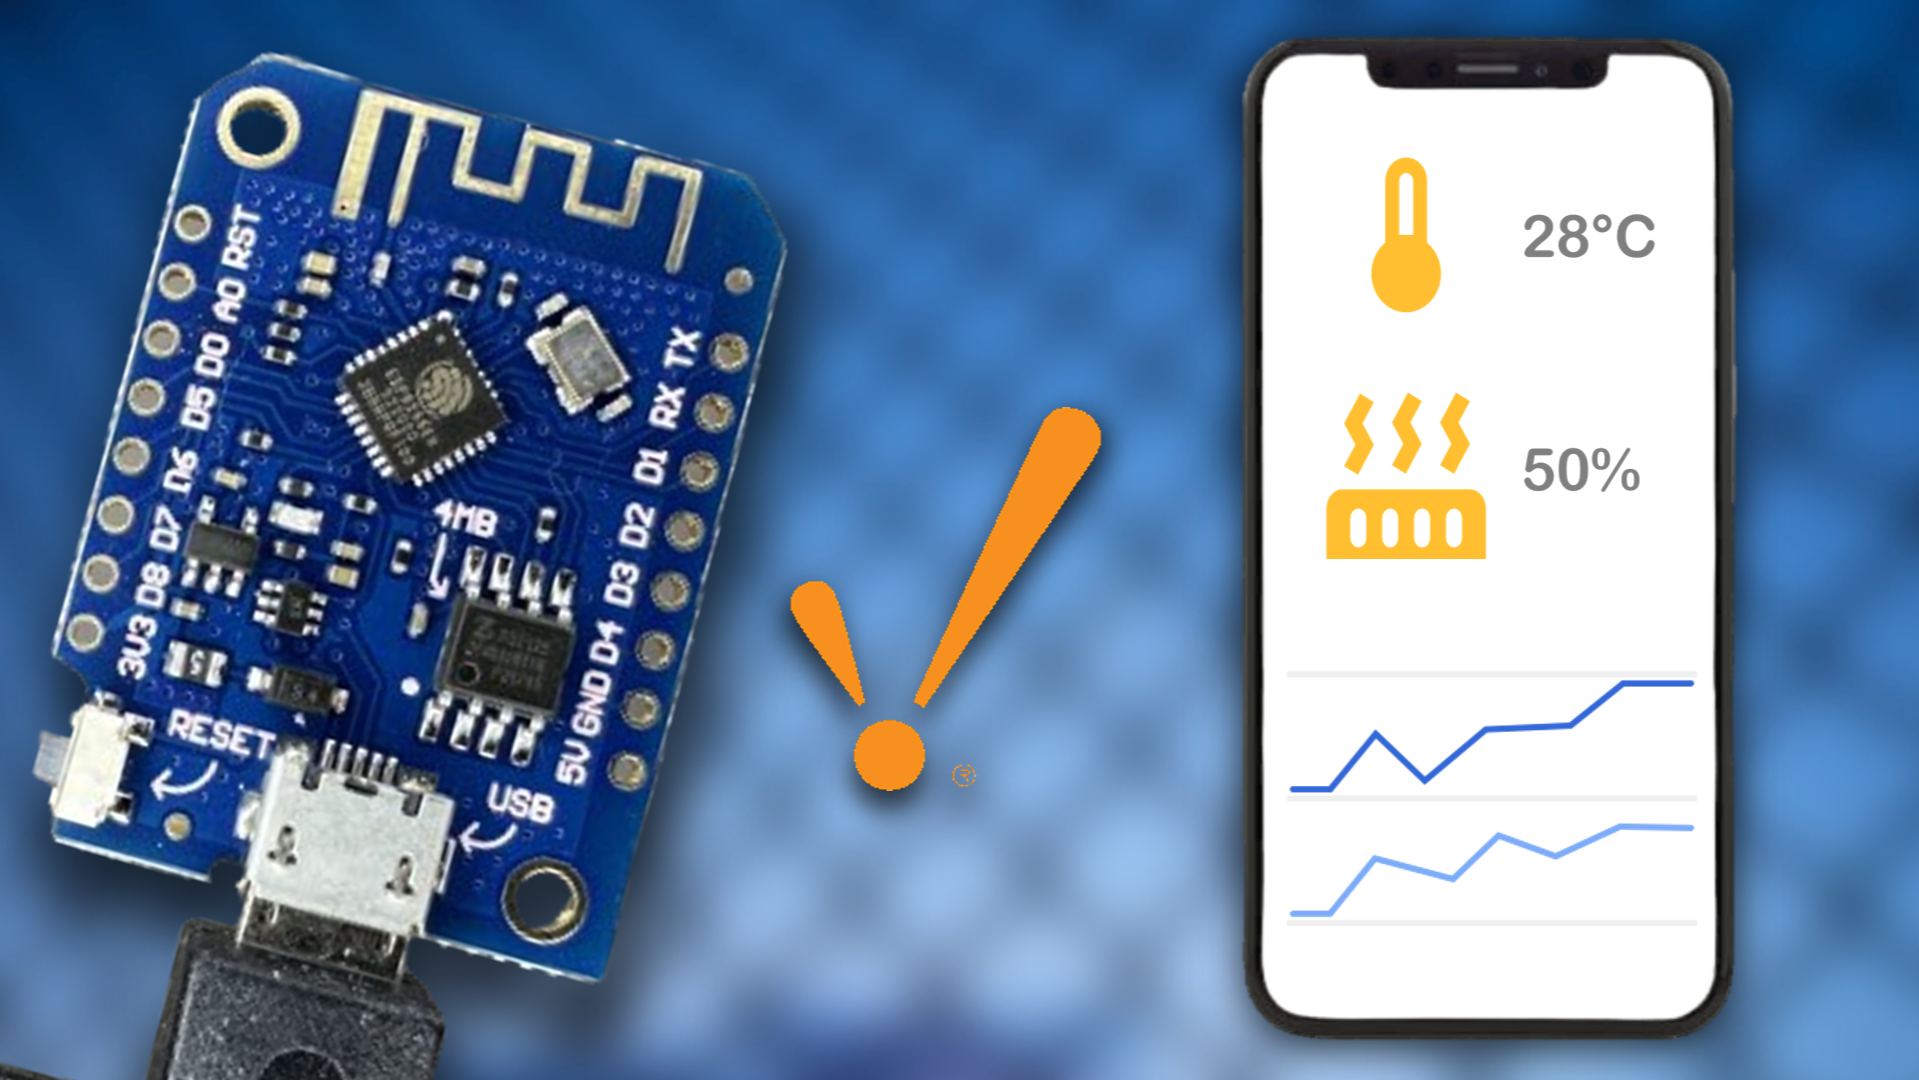 RST
A0
D0
D5
D6
D7
D8
3V3
TX
RX
D1
D2
D3
D4
GND
5V
4MB
RESET
USB
®
28°C
50%